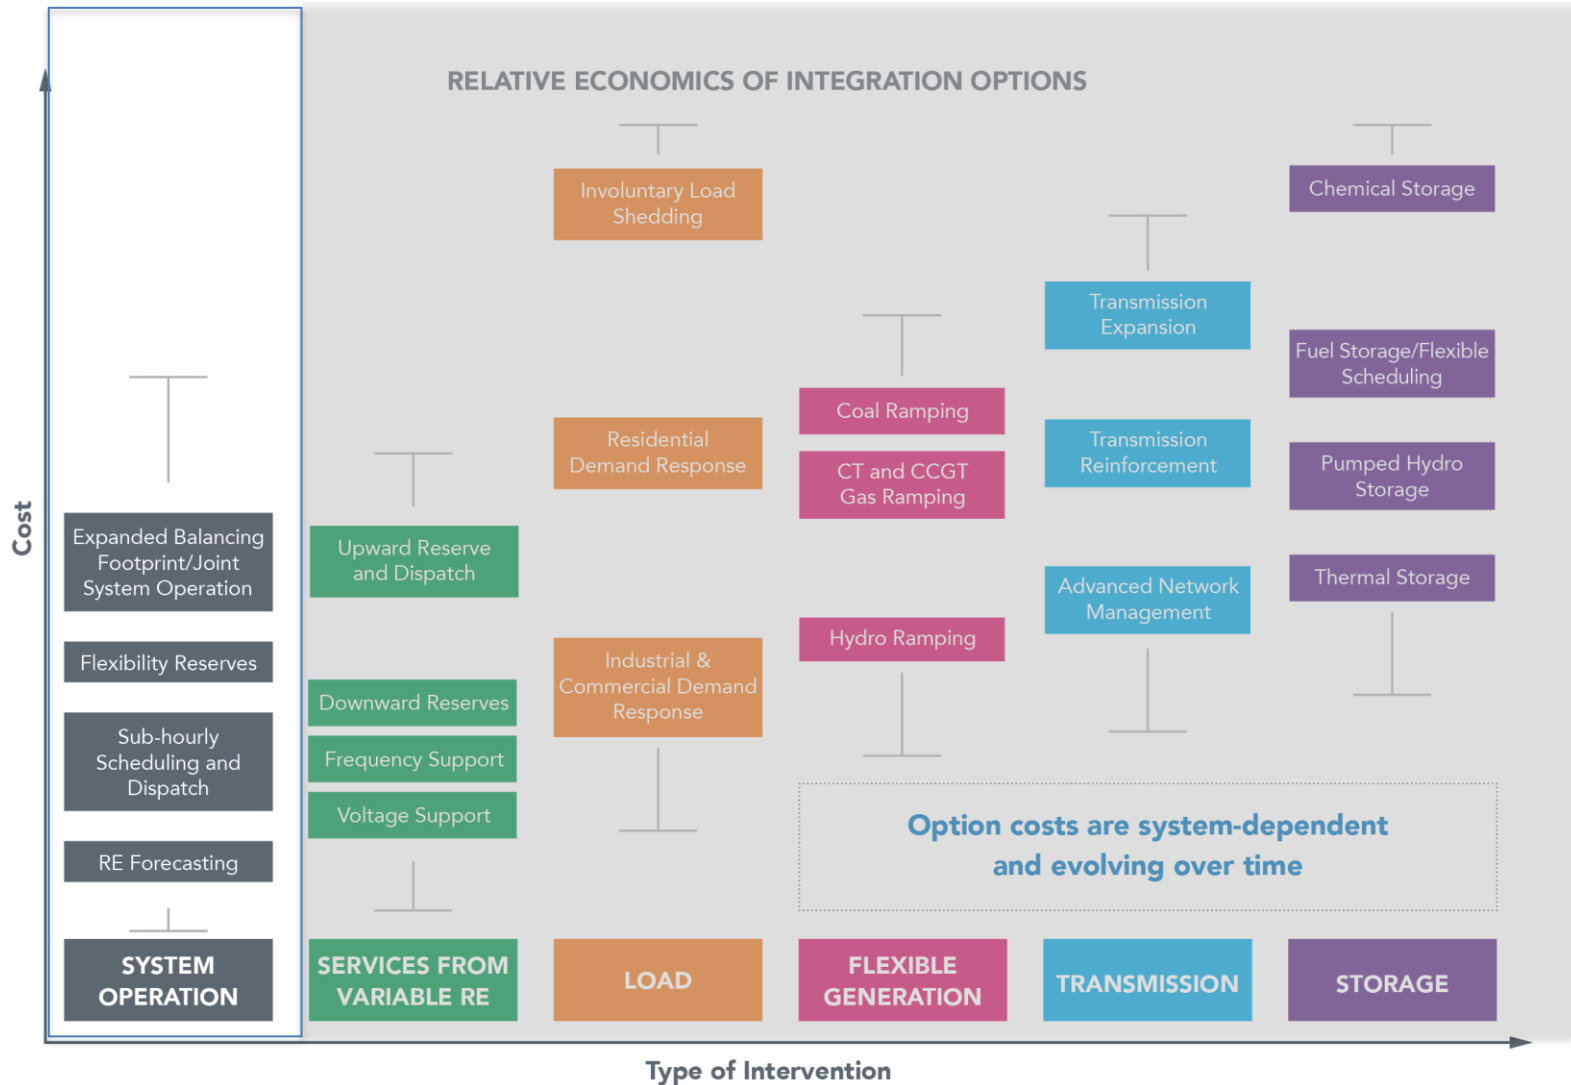 RELATIVE ECONOMICS OF INTEGRATION OPTIONS
Cost
Expanded Balancing
Footprint/Joint
System Operation
Flexibility Reserves
Sub-hourly
Scheduling and
Dispatch
RE Forecasting
SYSTEM
OPERATION
Upward Reserve
and Dispatch
Downward Reserves
Frequency Support
Voltage Support
SERVICES FROM
VARIABLE RE
Involuntary Load
Shedding
Residential
Demand Response
Industrial &
Commercial Demand
Response
LOAD
Coal Ramping
CT and CCGT
Gas Ramping
Hydro Ramping
FLEXIBLE
GENERATION
Transmission
Expansion
Transmission
Reinforcement
Advanced Network
Management
TRANSMISSION
Chemical Storage
Fuel Storage/Flexible
Scheduling
Pumped Hydro
Storage
Thermal Storage
STORAGE
Option costs are system-dependent
and evolving over time
Type of Intervention